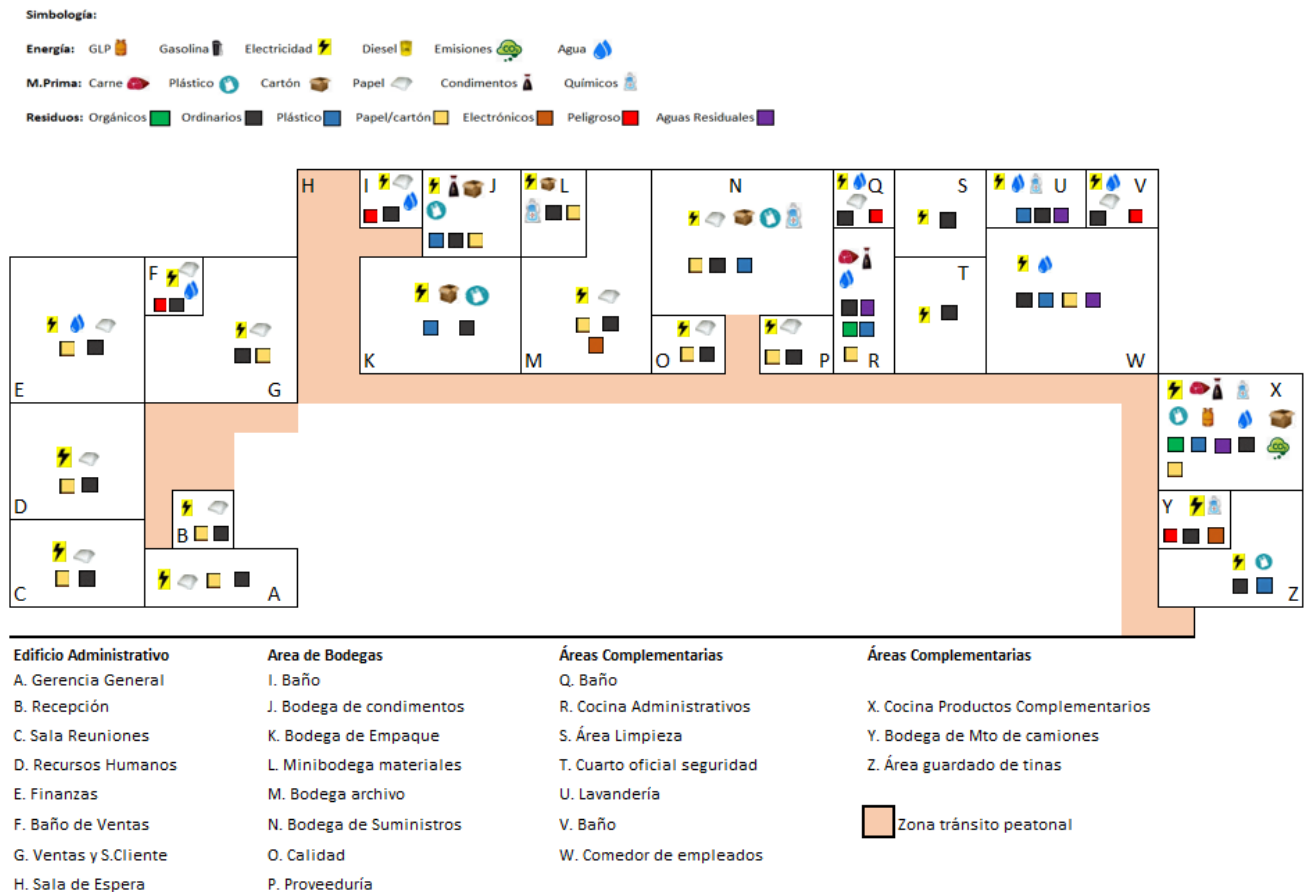 Simbología:
Energía: GLP Gasolina Electricidad Diesel Emisiones Agua
M.Prima: Carne Plástico Cartón Papel Condimentos Químicos
Residuos: Orgánicos Ordinarios Plástico Papel/cartón Electrónicos Peligroso Aguas Residuales
H I J L N Q S U V
F T
K M O P R W
E G X
D B Y
C A Z
Edificio Administrativo
A. Gerencia General
B. Recepción
C. Sala Reuniones
D. Recursos Humanos
E. Finanzas
F. Baño de Ventas
G. Ventas y S.Cliente
H. Sala de Espera
Area de Bodegas
I. Baño
J. Bodega de condimentos
K. Bodega de Empaque
L. Minibodega materiales
M. Bodega archivo
N. Bodega de Suministros
O. Calidad
P. Proveeduría
Áreas Complementarias
Q. Baño
R. Cocina Administrativos
S. Área Limpieza
T. Cuarto oficial seguridad
U. Lavandería
V. Baño
W. Comedor de empleados
Áreas Complementarias
X. Cocina Productos Complementarios
Y. Bodega de Mto de camiones
Z. Área guardado de tinas
Zona tránsito peatonal